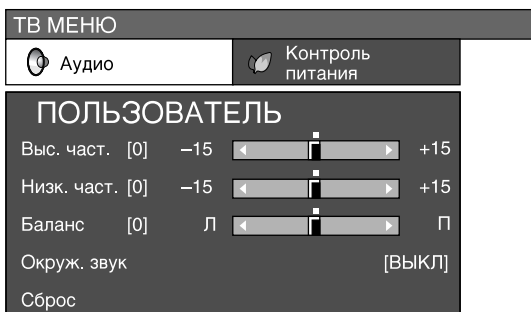 ТВ МЕНЮ
Аудио
Контроль
питания
ПОЛЬЗОВАТЕЛЬ
Выс. част. [0] –15 +15
Низк. част. [0] –15 +15
Баланс [0] Л П
Окруж. звук [ВЫКЛ]
Сброс